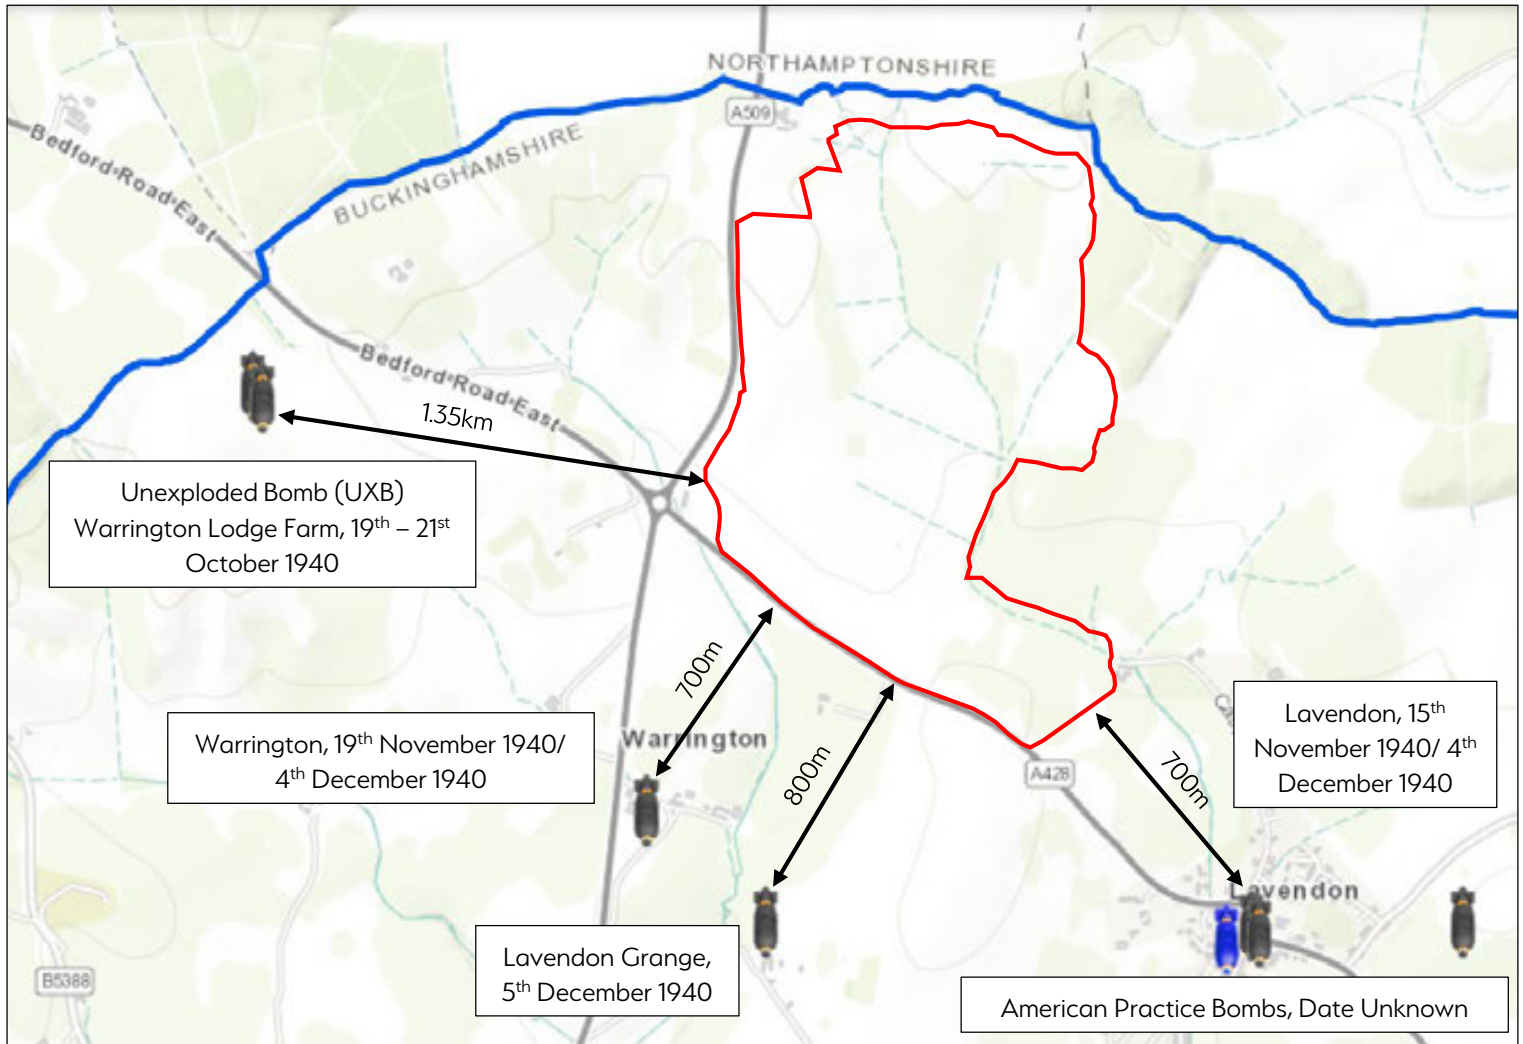 NORTHAMPTONSHIRE
A509
BUCKINGHAMSHIRE
Bedford Road East
Bedford Road East
1.35km
Unexploded Bomb (UXB)
Warrington Lodge Farm, 19th – 21st
October 1940
700m
Warrington, 19th November 1940/
4th December 1940
Warrington
800m
A428
700m
Lavendon, 15th
November 1940/ 4th
December 1940
Lavendon
Lavendon Grange,
5th December 1940
B5388
American Practice Bombs, Date Unknown